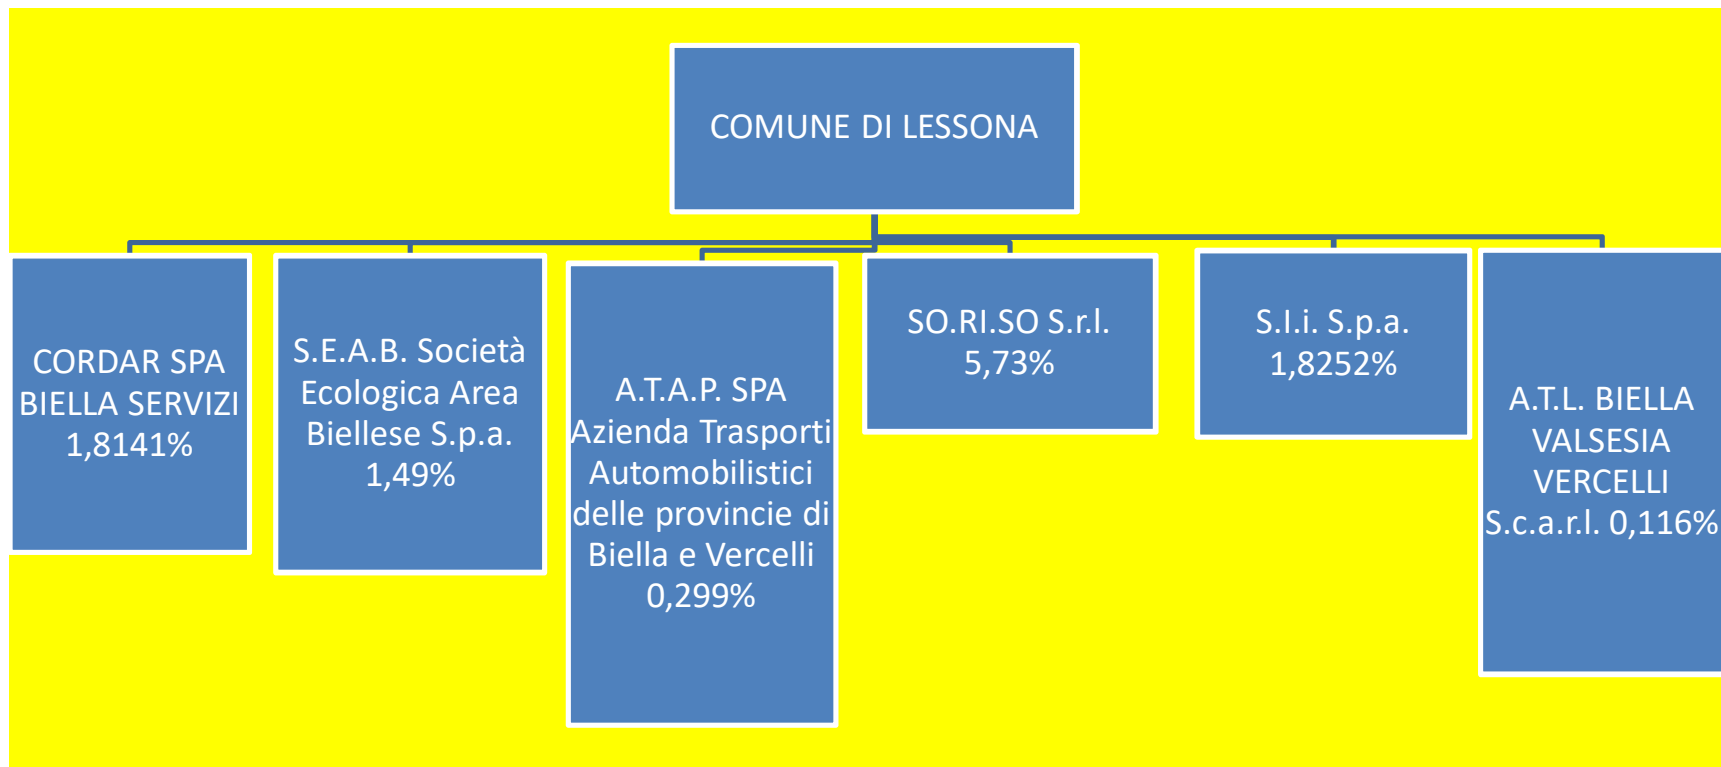 COMUNE DI LESSONA
CORDAR SPA
BIELLA SERVIZI
1,8141%
S.E.A.B. Società
Ecologica Area
Biellese S.p.a.
1,49%
A.T.A.P. SPA
Azienda Trasporti
Automobilistici
delle provincie di
Biella e Vercelli
0,299%
SO.RI.SO S.r.l.
5,73%
S.I.i. S.p.a.
1,8252%
A.T.L. BIELLA
VALSESIA
VERCELLI
S.c.a.r.l. 0,116%